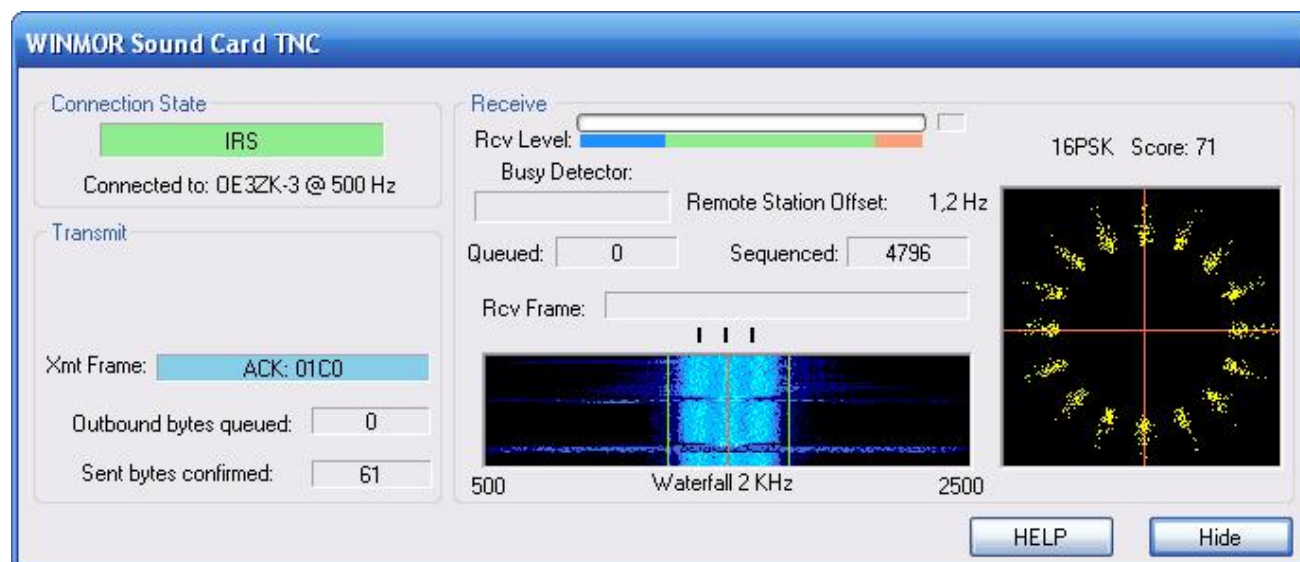 WINMOR Sound Card TNC
Connection State
IRS
Connected to: OE3ZK-3 @ 500 Hz
Transmit
Xmt Frame: ACK: 01C0
Outbound bytes queued: 0
Sent bytes confirmed: 61
Receive
Rcv Level:
Busy Detector:
Remote Station Offset: 1,2 Hz
Queued: 0 Sequenced: 4796
Rcv Frame:
500 Waterfall 2 KHz 2500
16PSK Score: 71
HELP Hide